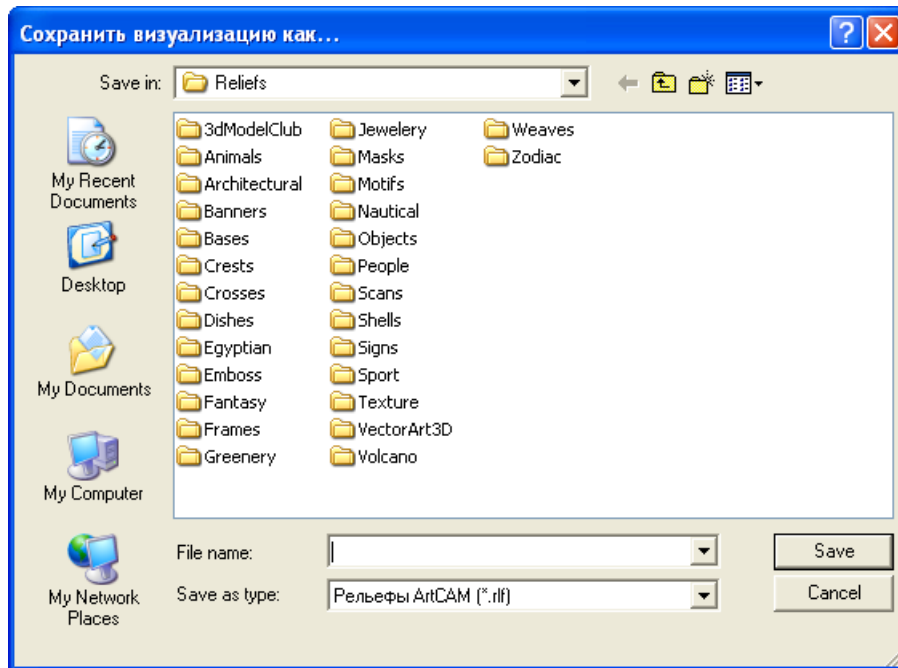 Сохранить визуализацию как...
Save in: Reliefs
My Recent
Documents
Desktop
My Documents
My Computer
My Network
Places
3dModelClub
Animals
Architectural
Banners
Bases
Crests
Crosses
Dishes
Egyptian
Emboss
Fantasy
Frames
Greenery
Jewelery
Masks
Motifs
Nautical
Objects
People
Scans
Shells
Signs
Sport
Texture
VectorArt3D
Volcano
Weaves
Zodiac
File name:
Save
Save as type: Рельефы ArtCAM (*.rlf)
Cancel